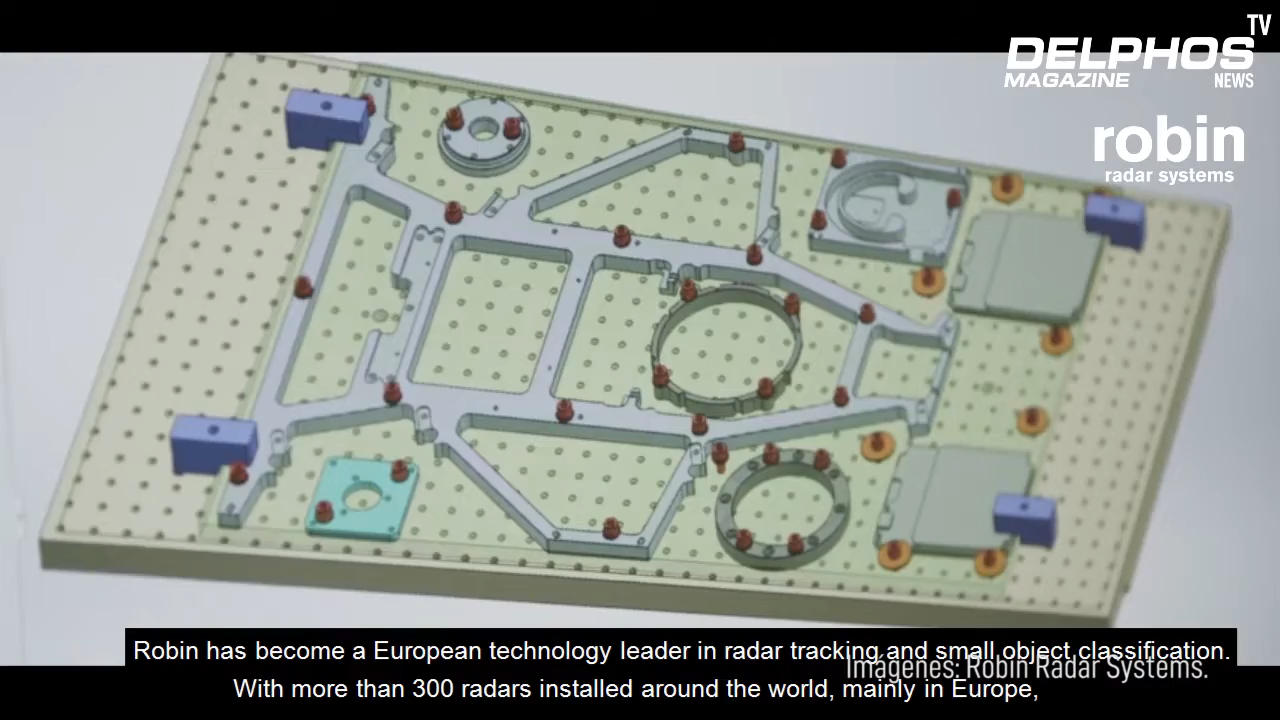 TV
DELPHOS
MAGAZINE NEWS
robin
radar systems
Robin has become a European technology leader in radar tracking and small object classification.
Imágenes: Robin Radar Systems.
With more than 300 radars installed around the world, mainly in Europe,